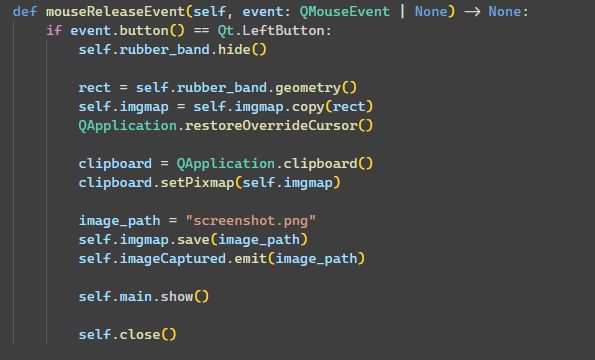 def mouseReleaseEvent(self, event: QMouseEvent | None) -> None:
    if event.button() == Qt.LeftButton:
        self.rubber_band.hide()

        rect = self.rubber_band.geometry()
        self.imgmap = self.imgmap.copy(rect)
        QApplication.restoreOverrideCursor()

        clipboard = QApplication.clipboard()
        clipboard.setPixmap(self.imgmap)

        image_path = "screenshot.png"
        self.imgmap.save(image_path)
        self.imageCaptured.emit(image_path)

        self.main.show()

        self.close()